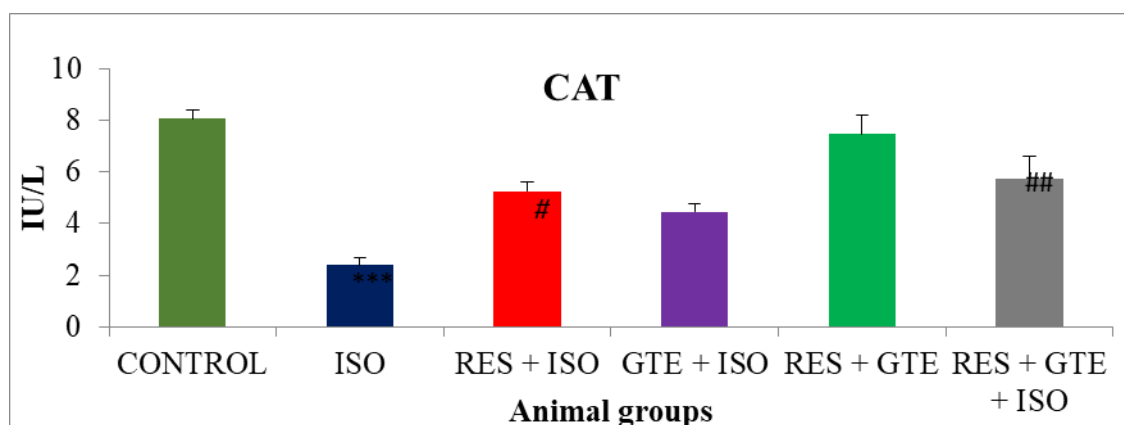 CAT
IU/L
10
8
6
4
2
0
***
#
##
CONTROL
ISO
RES + ISO
GTE + ISO
RES + GTE
RES + GTE
+ ISO
Animal groups